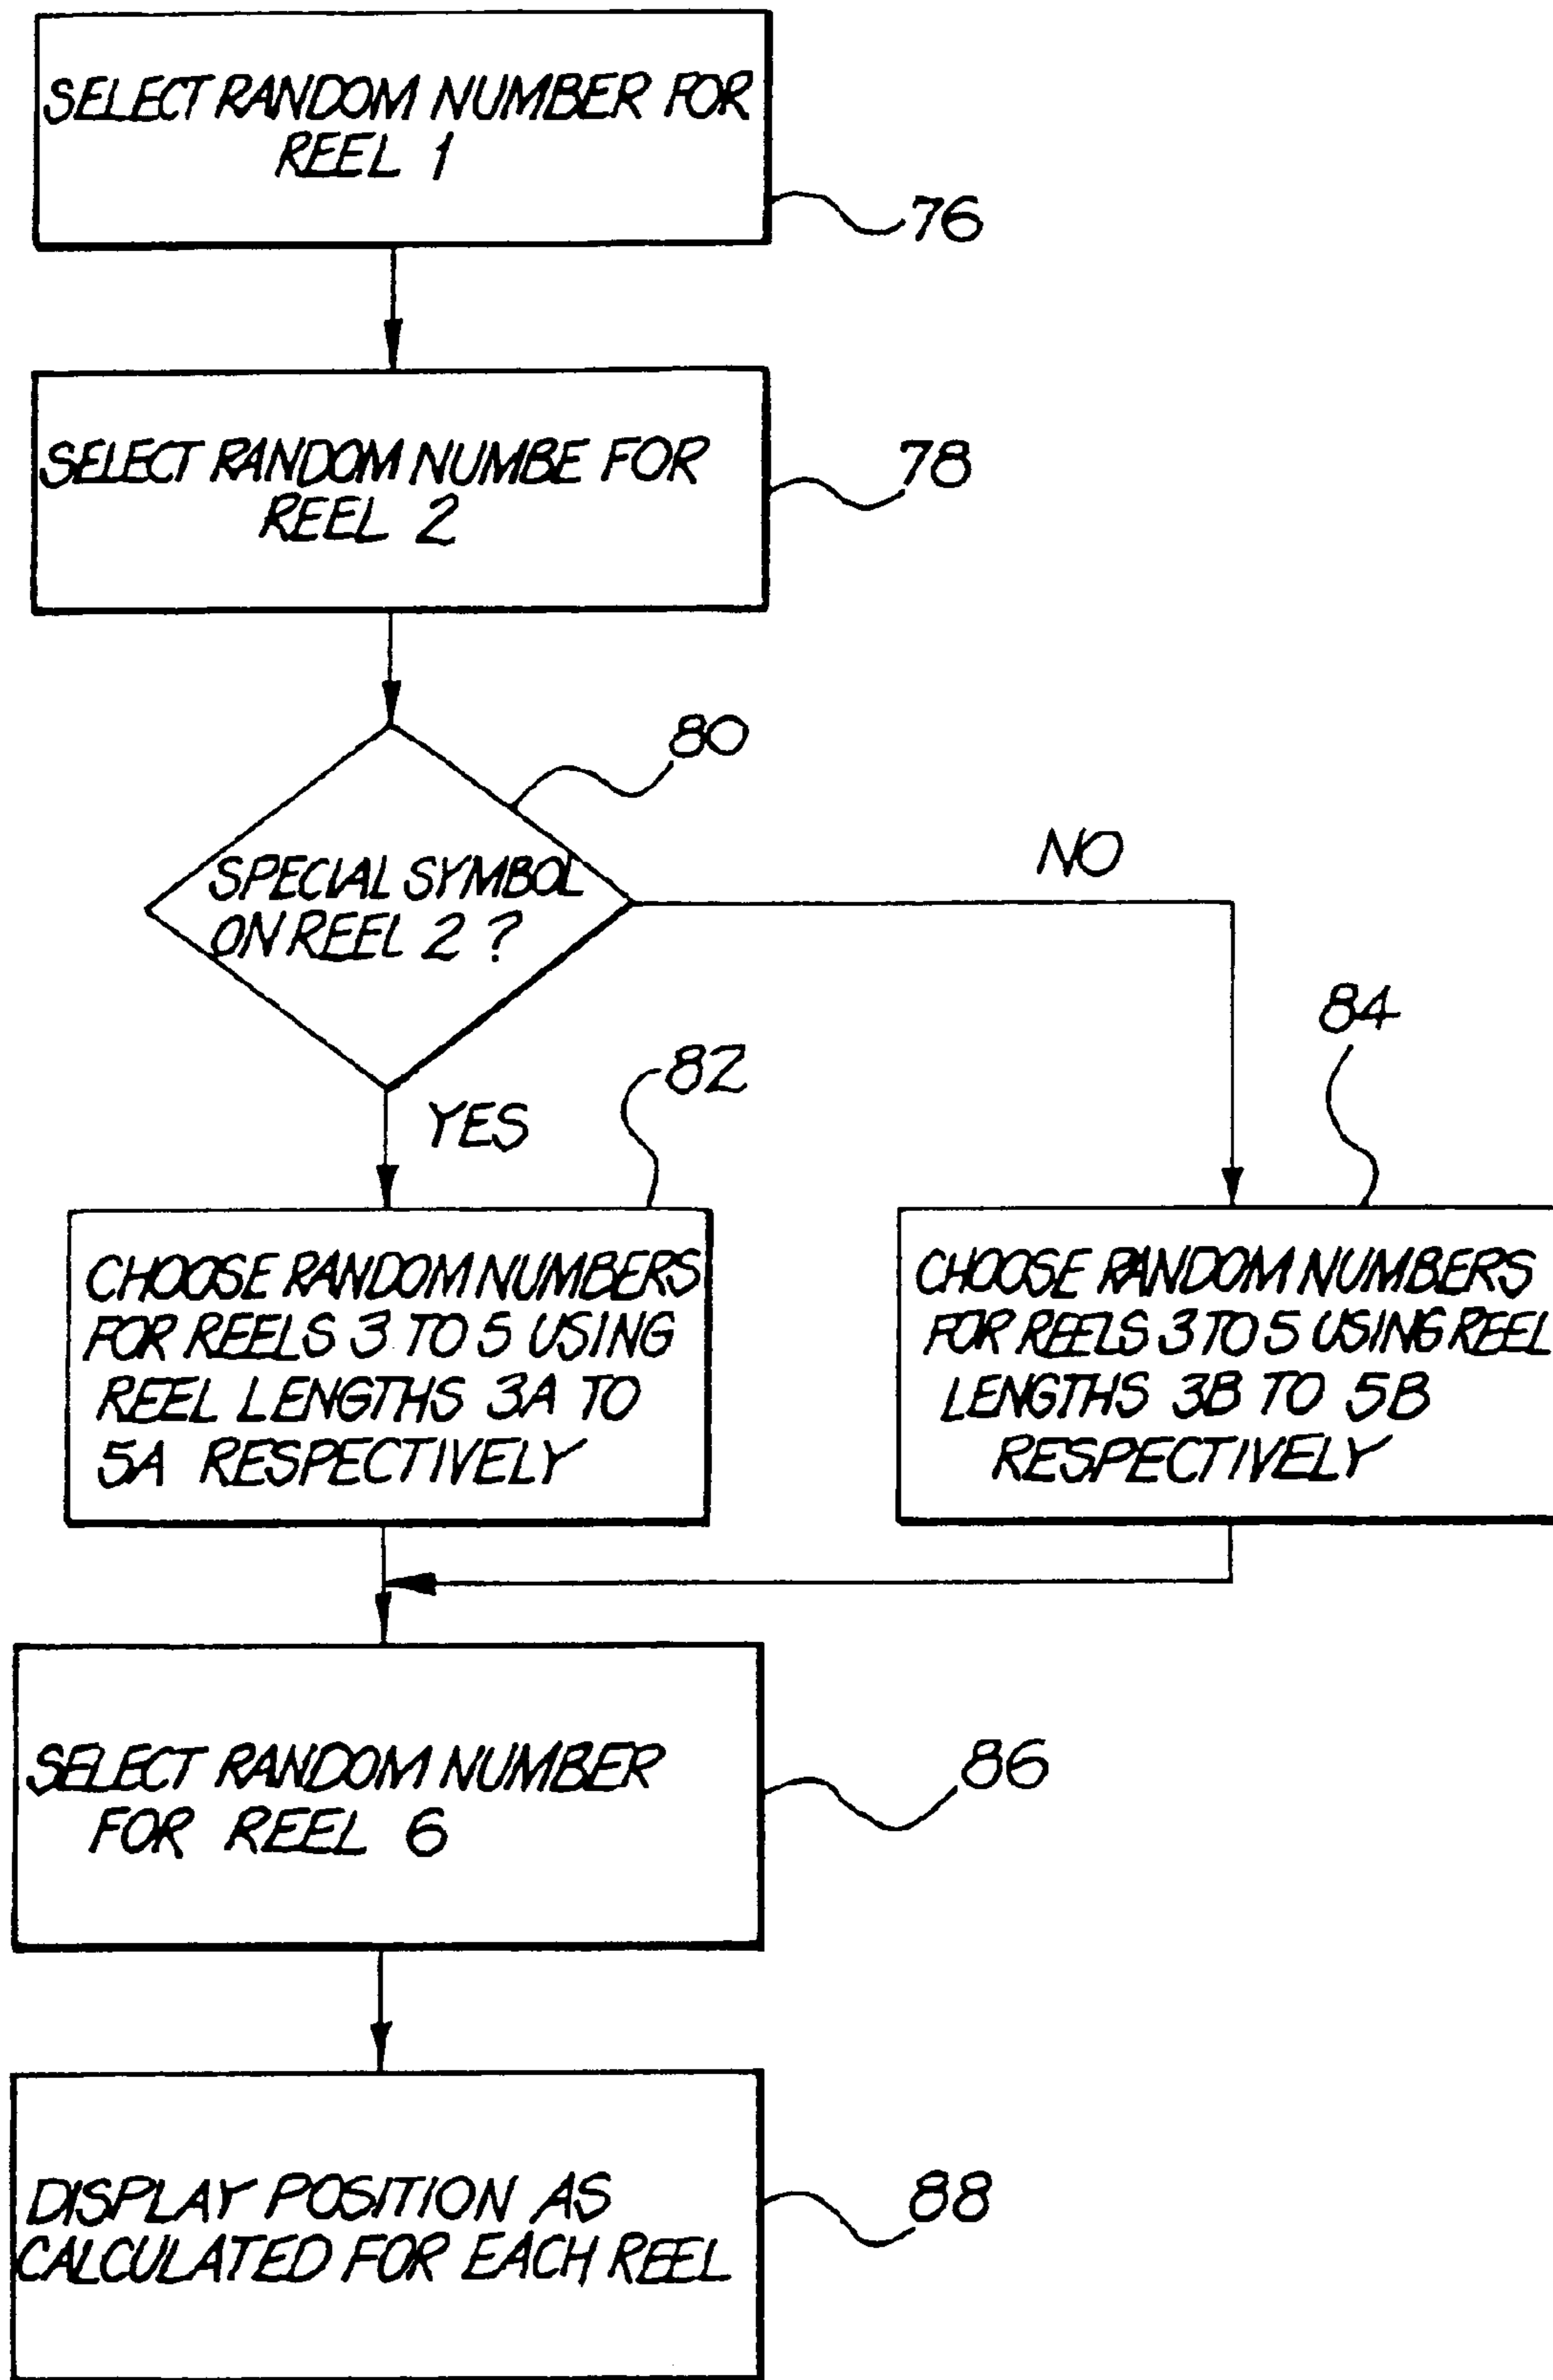 SELECT RANDOM NUMBER FOR
REEL 1
76
SELECT RANDOM NUMBE FOR
REEL 2
78
80
SPECIAL SYMBOL
ON REEL 2 ?
NO
YES
82
84
CHOOSE RANDOM NUMBERS
FOR REELS 3 TO 5 USING
REEL LENGTHS 3A TO
5A RESPECTIVELY
CHOOSE RANDOM NUMBERS
FOR REELS 3 TO 5 USING REEL
LENGTHS 3B TO 5B
RESPECTIVELY
SELECT RANDOM NUMBER
FOR REEL 6
86
DISPLAY POSITION AS
CALCULATED FOR EACH REEL
88